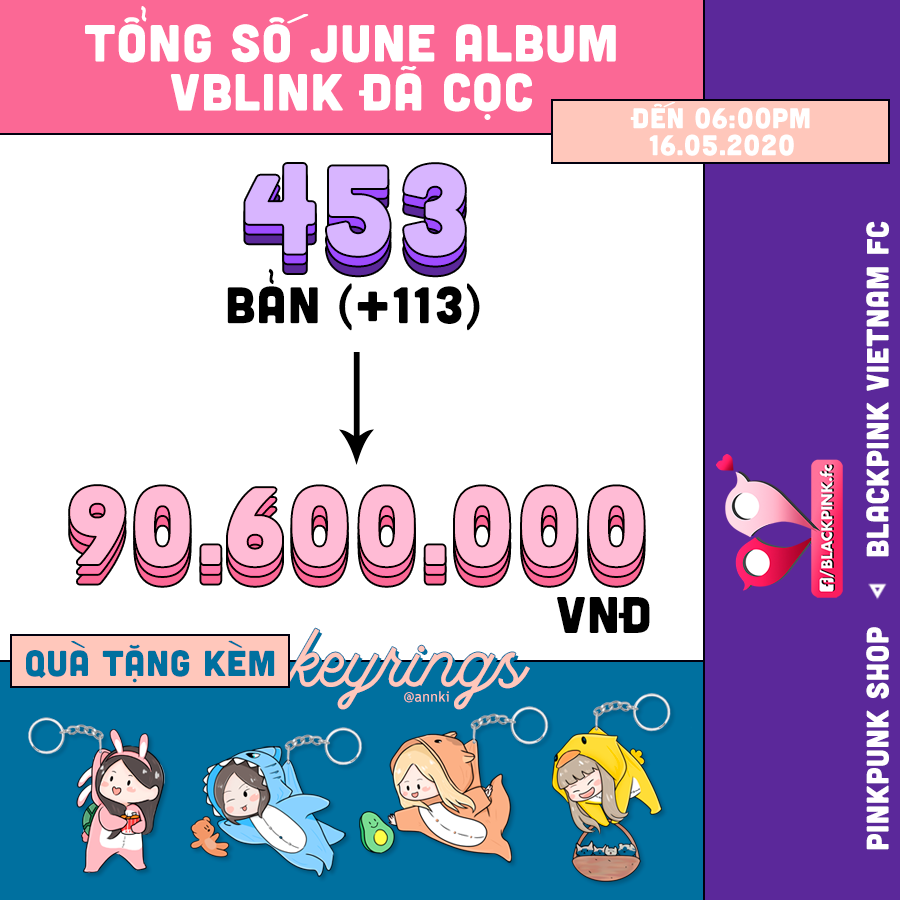 TỔNG SỐ JUNE ALBUM
VBLINK ĐÃ CỌC
ĐẾN 06:00PM
16.05.2020
453
BẢN (+113)
90.600.000
VNĐ
QUÀ TẶNG KÈM
keyrings
@annki
PINKPUNK SHOP
BLACKPINK VIETNAM FC
f/BLACKPINK.fc